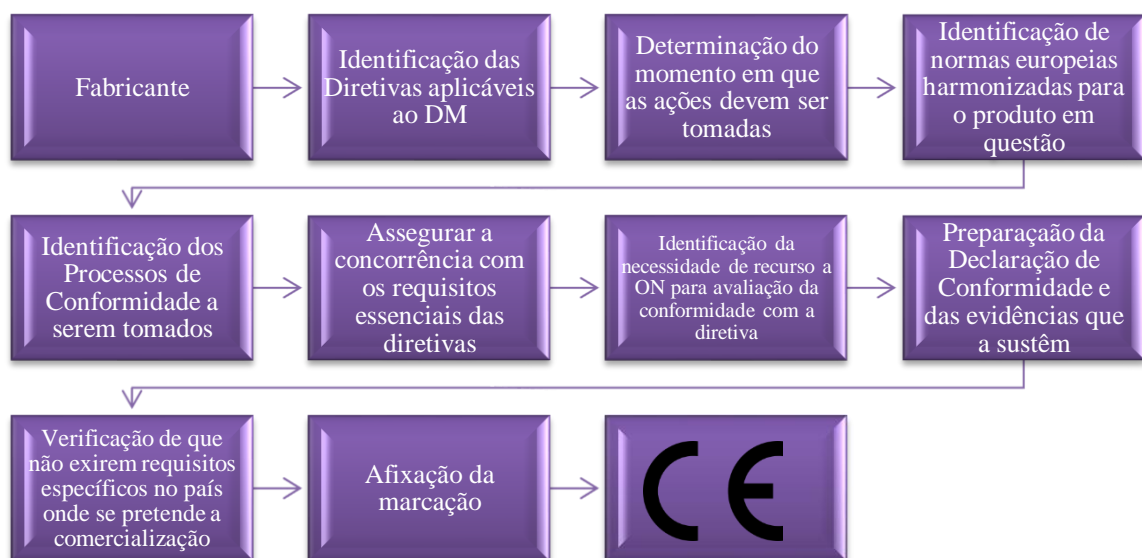 Fabricante
Identificação das
Diretivas aplicáveis
ao DM
Determinação do
momento em que
as ações devem ser
tomadas
Identificação de
normas europeias
harmonizadas para
o produto em
questão
Identificação dos
Processos de
Conformidade a
serem tomados
Assegurar a
concorrência com
os requisitos
essenciais das
diretivas
Identificação da
necessidade de recurso a
ON para avaliação da
conformidade com a
diretiva
Preparaçaão da
Declaração de
Conformidade e
das evidências que
a sustêm
Verificação de que
não exirem requisitos
específicos no país
onde se pretende a
comercialização
Afixação da
marcação
CE